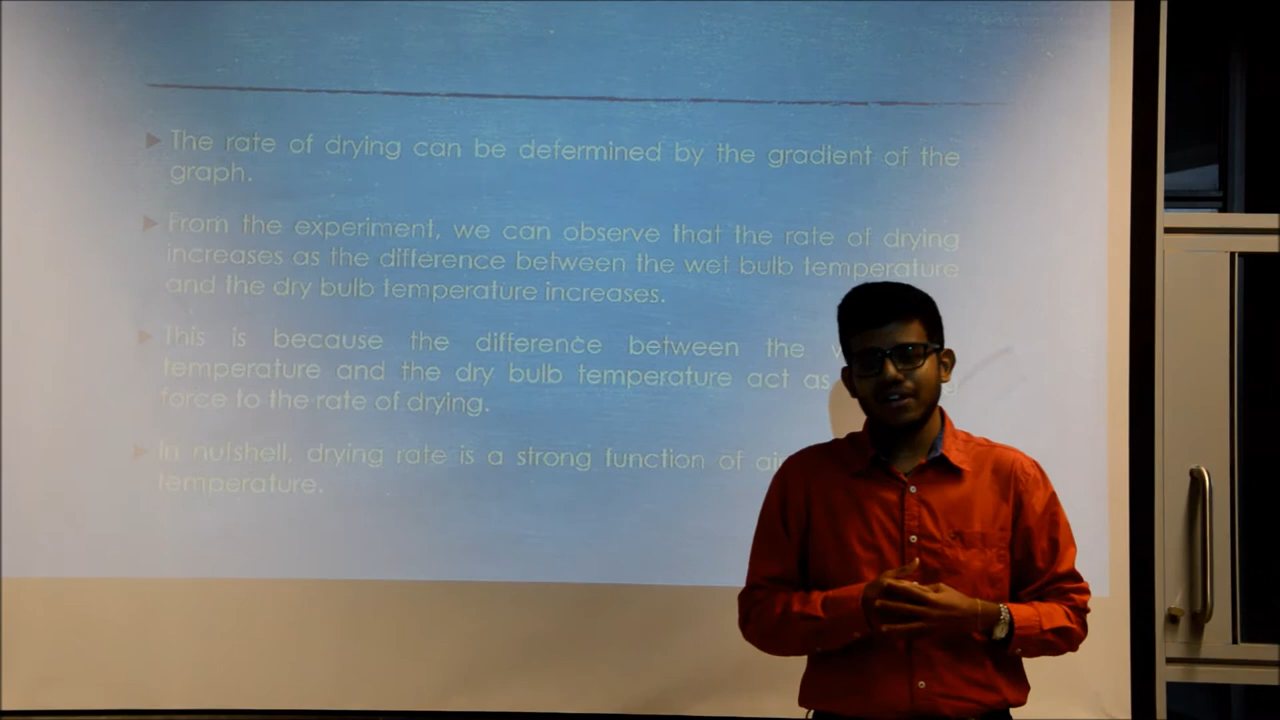 The rate of drying can be determined by the gradient of the
graph.
From the experiment, we can observe that the rate of drying
increases as the difference between the wet bulb temperature
and the dry bulb temperature increases.
This is because the difference between the
temperature and the dry bulb temperature act as
force to the rate of drying.
In nutshell, drying rate is a strong function of air
temperature.